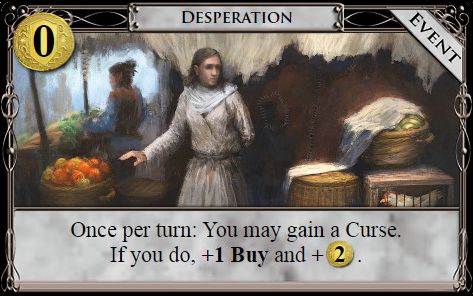 DESPERATION
0
EVENT
Once per turn: You may gain a Curse.
If you do, +1 Buy and + 2 .